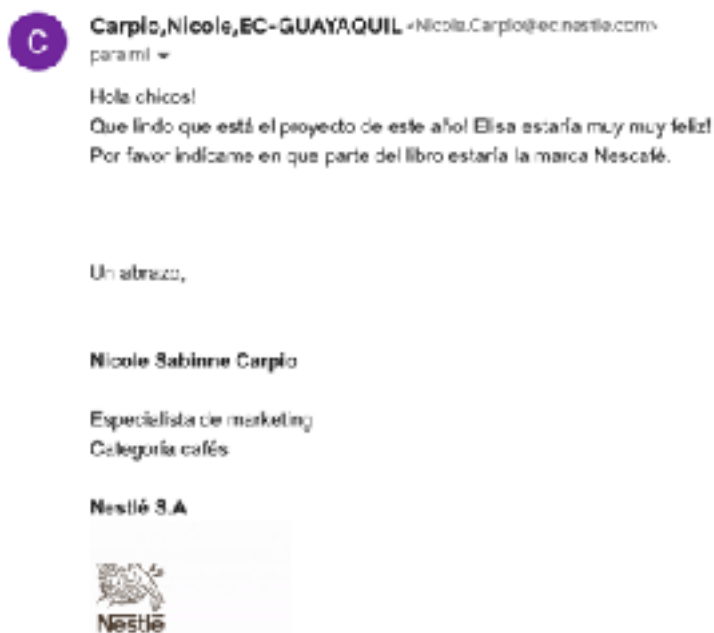 C
Carpio,Nicole,EC-GUAYAQUIL <Nicole.Carpio@ec.nestle.com>
para mí
Hola chicos!
Que lindo que está el proyecto de este año! Elisa estaría muy muy feliz!
Por favor indícame en que parte del libro estaría la marca Nescafé.
Un abrazo,
Nicole Sabinne Carpio
Especialista de marketing
Categoría cafés
Nestlé S.A
Nestlé